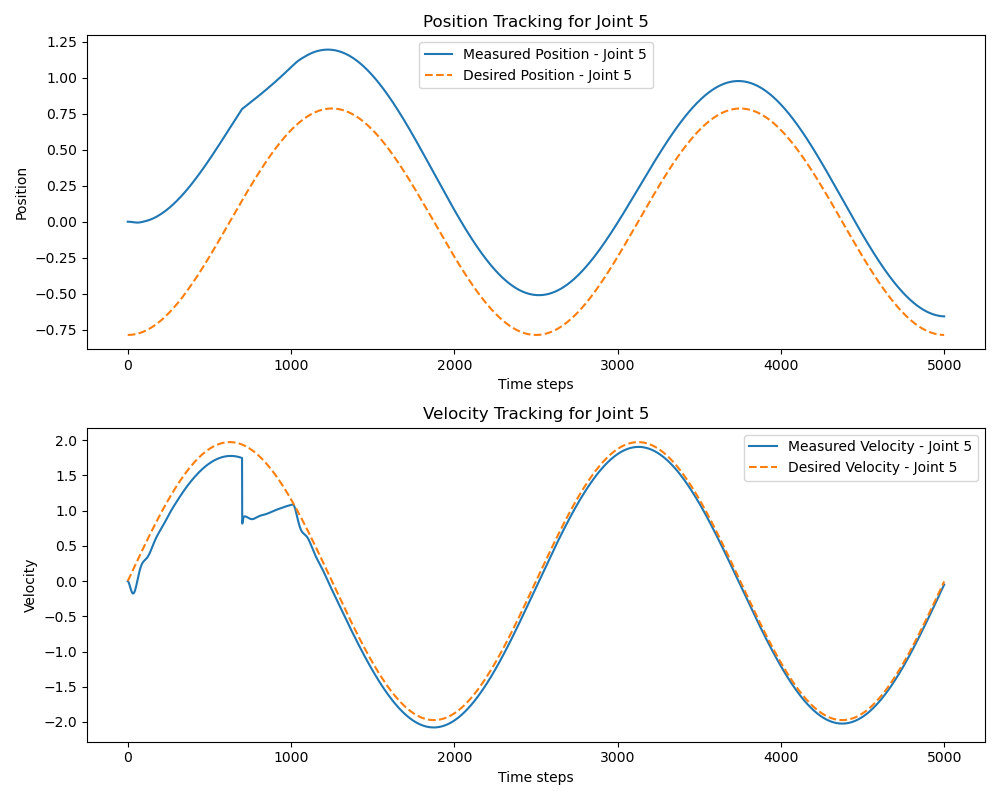 Position Tracking for Joint 5
1.25
1.00
0.75
0.50
0.25
0.00
−0.25
−0.50
−0.75
Position
Measured Position - Joint 5
Desired Position - Joint 5
0 1000 2000 3000 4000 5000
Time steps
Velocity Tracking for Joint 5
2.0
1.5
1.0
0.5
0.0
−0.5
−1.0
−1.5
−2.0
Velocity
Measured Velocity - Joint 5
Desired Velocity - Joint 5
0 1000 2000 3000 4000 5000
Time steps